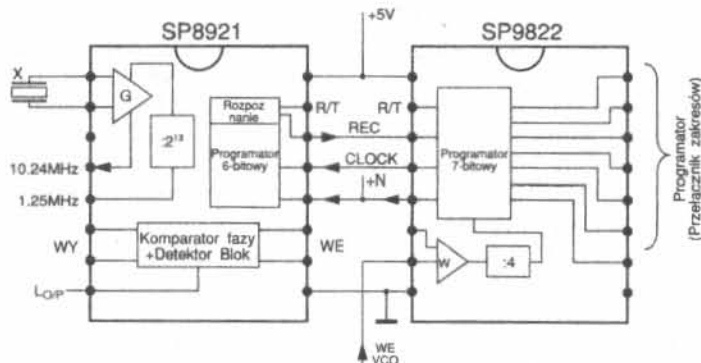 +5V
SP8921
SP9822
X
G
:2¹³
10.24MHz
1.25MHz
Rozpoz
nanie
Programator
6-bitowy
R/T
REC
CLOCK
+N
R/T
Programator
7-bitowy
Programator
(Przełącznik zakresów)
WY
Komparator fazy
+Detektor Blok
WE
L O/P
W
:4
WE
VCO